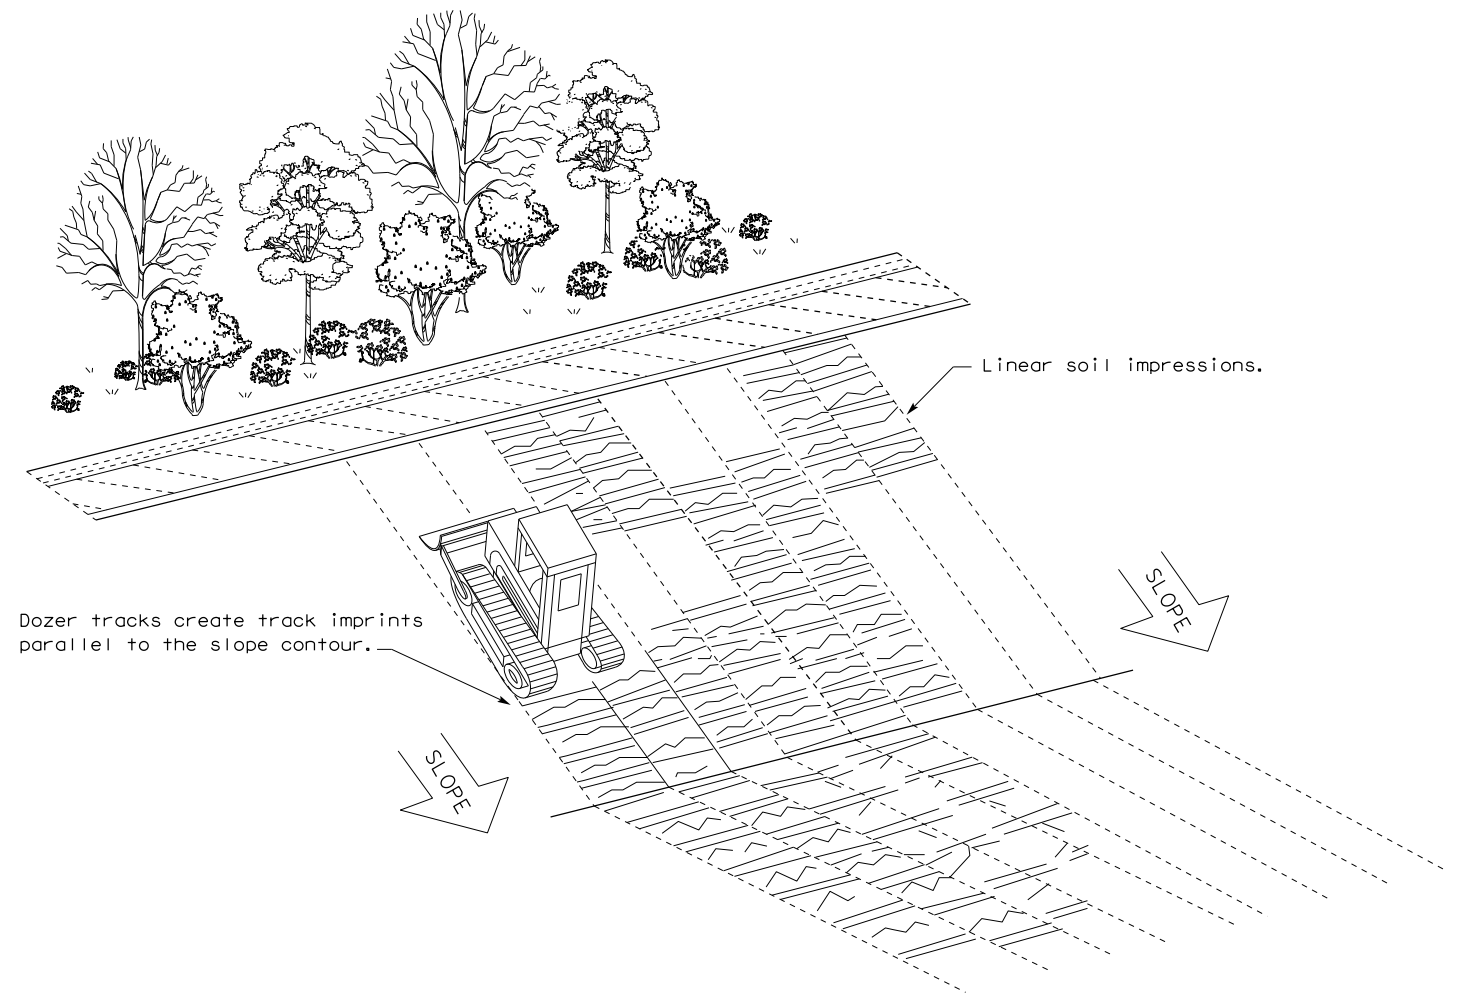 Linear soil impressions.
SLOPE
Dozer tracks create track imprints
parallel to the slope contour.
SLOPE